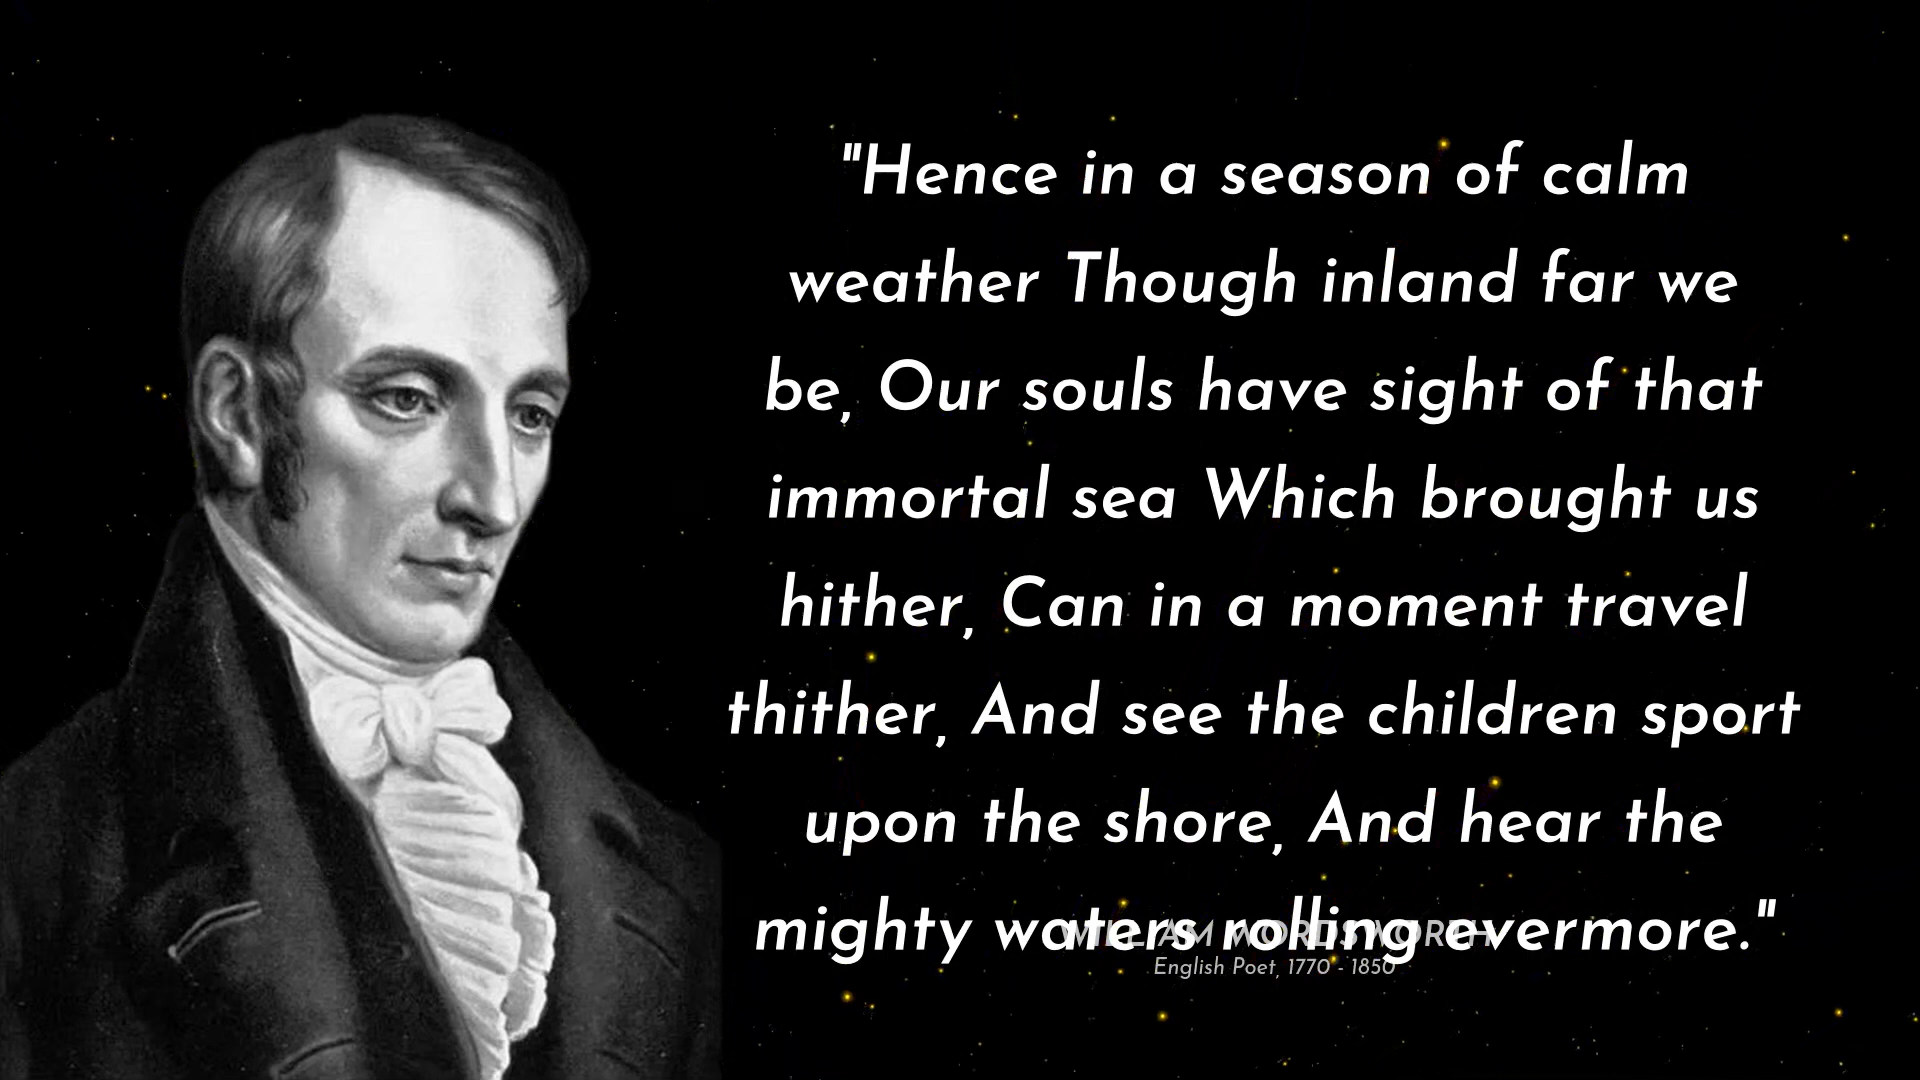 "Hence in a season of calm
weather Though inland far we
be, Our souls have sight of that
immortal sea Which brought us
hither, Can in a moment travel
thither, And see the children sport
upon the shore, And hear the
mighty waters rolling evermore."
WILLIAM WORDSWORTH
English Poet, 1770 - 1850